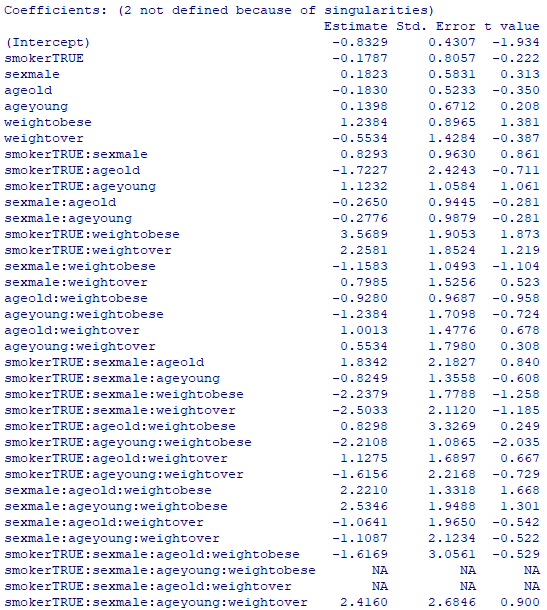 Coefficients: (2 not defined because of singularities)
Estimate Std. Error t value
(Intercept) -0.8329 0.4307 -1.934
smokerTRUE -0.1787 0.8057 -0.222
sexmale 0.1823 0.5831 0.313
ageold -0.1830 0.5233 -0.350
ageyoung 0.1398 0.6712 0.208
weightobese 1.2384 0.8965 1.381
weightover -0.5534 1.4284 -0.387
smokerTRUE:sexmale 0.8293 0.9630 0.861
smokerTRUE:ageold -1.7227 2.4243 -0.711
smokerTRUE:ageyoung 1.1232 1.0584 1.061
sexmale:ageold -0.2650 0.9445 -0.281
sexmale:ageyoung -0.2776 0.9879 -0.281
smokerTRUE:weightobese 3.5689 1.9053 1.873
smokerTRUE:weightover 2.2581 1.8524 1.219
sexmale:weightobese -1.1583 1.0493 -1.104
sexmale:weightover 0.7985 1.5256 0.523
ageold:weightobese -0.9280 0.9687 -0.958
ageyoung:weightobese -1.2384 1.7098 -0.724
ageold:weightover 1.0013 1.4776 0.678
ageyoung:weightover 0.5534 1.7980 0.308
smokerTRUE:sexmale:ageold 1.8342 2.1827 0.840
smokerTRUE:sexmale:ageyoung -0.8249 1.3558 -0.608
smokerTRUE:sexmale:weightobese -2.2379 1.7788 -1.258
smokerTRUE:sexmale:weightover -2.5033 2.1120 -1.185
smokerTRUE:ageold:weightobese 0.8298 3.3269 0.249
smokerTRUE:ageyoung:weightobese -2.2108 1.0865 -2.035
smokerTRUE:ageold:weightover 1.1275 1.6897 0.667
smokerTRUE:ageyoung:weightover -1.6156 2.2168 -0.729
sexmale:ageold:weightobese 2.2210 1.3318 1.668
sexmale:ageyoung:weightobese 2.5346 1.9488 1.301
sexmale:ageold:weightover -1.0641 1.9650 -0.542
sexmale:ageyoung:weightover -1.1087 2.1234 -0.522
smokerTRUE:sexmale:ageold:weightobese -1.6169 3.0561 -0.529
smokerTRUE:sexmale:ageyoung:weightobese NA NA NA
smokerTRUE:sexmale:ageold:weightover NA NA NA
smokerTRUE:sexmale:ageyoung:weightover 2.4160 2.6846 0.900